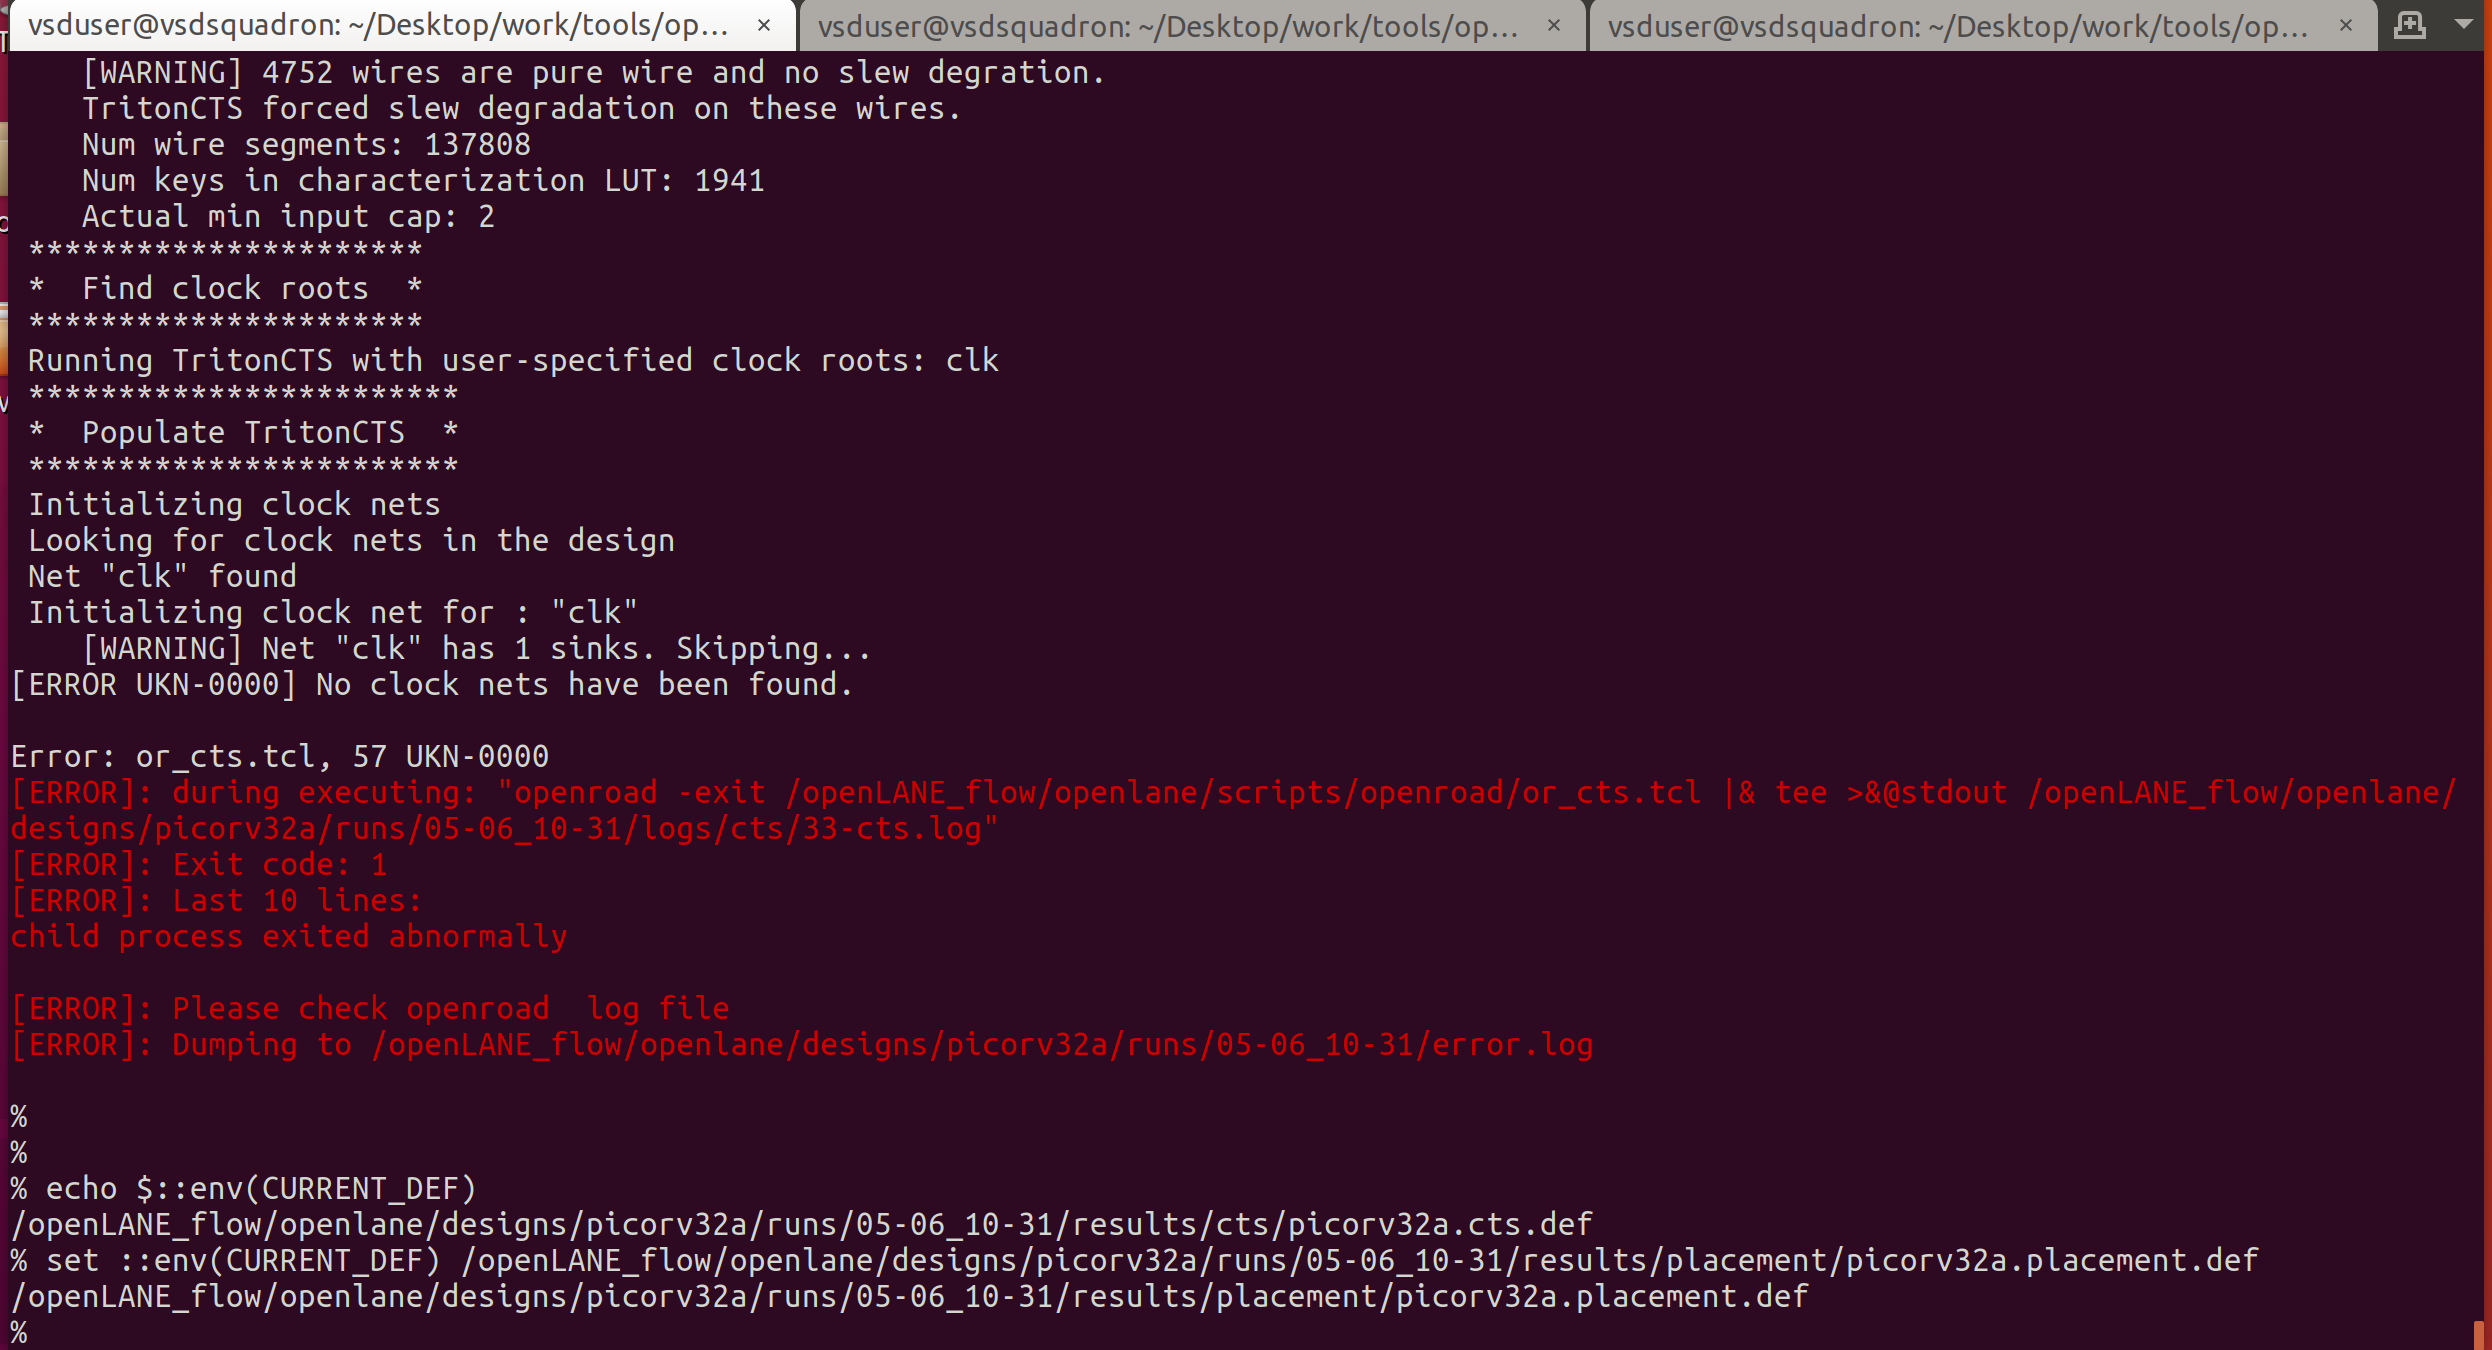 vsduser@vsdsquadron: ~/Desktop/work/tools/op... × vsduser@vsdsquadron: ~/Desktop/work/tools/op... × vsduser@vsdsquadron: ~/Desktop/work/tools/op... ×
[WARNING] 4752 wires are pure wire and no slew degration.
TritonCTS forced slew degradation on these wires.
Num wire segments: 137808
Num keys in characterization LUT: 1941
Actual min input cap: 2
**********************
*  Find clock roots  *
**********************
Running TritonCTS with user-specified clock roots: clk
************************
*  Populate TritonCTS  *
************************
Initializing clock nets
Looking for clock nets in the design
Net "clk" found
Initializing clock net for : "clk"
[WARNING] Net "clk" has 1 sinks. Skipping...
[ERROR UKN-0000] No clock nets have been found.
Error: or_cts.tcl, 57 UKN-0000
[ERROR]: during executing: "openroad -exit /openLANE_flow/openlane/scripts/openroad/or_cts.tcl |& tee >&@stdout /openLANE_flow/openlane/
designs/picorv32a/runs/05-06_10-31/logs/cts/33-cts.log"
[ERROR]: Exit code: 1
[ERROR]: Last 10 lines:
child process exited abnormally
[ERROR]: Please check openroad  log file
[ERROR]: Dumping to /openLANE_flow/openlane/designs/picorv32a/runs/05-06_10-31/error.log
%
%
% echo $::env(CURRENT_DEF)
/openLANE_flow/openlane/designs/picorv32a/runs/05-06_10-31/results/cts/picorv32a.cts.def
% set ::env(CURRENT_DEF) /openLANE_flow/openlane/designs/picorv32a/runs/05-06_10-31/results/placement/picorv32a.placement.def
/openLANE_flow/openlane/designs/picorv32a/runs/05-06_10-31/results/placement/picorv32a.placement.def
%